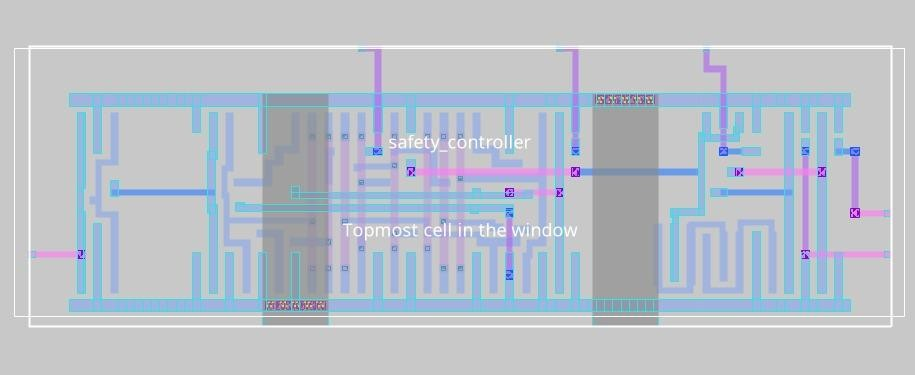 safety_controller
Topmost cell in the window